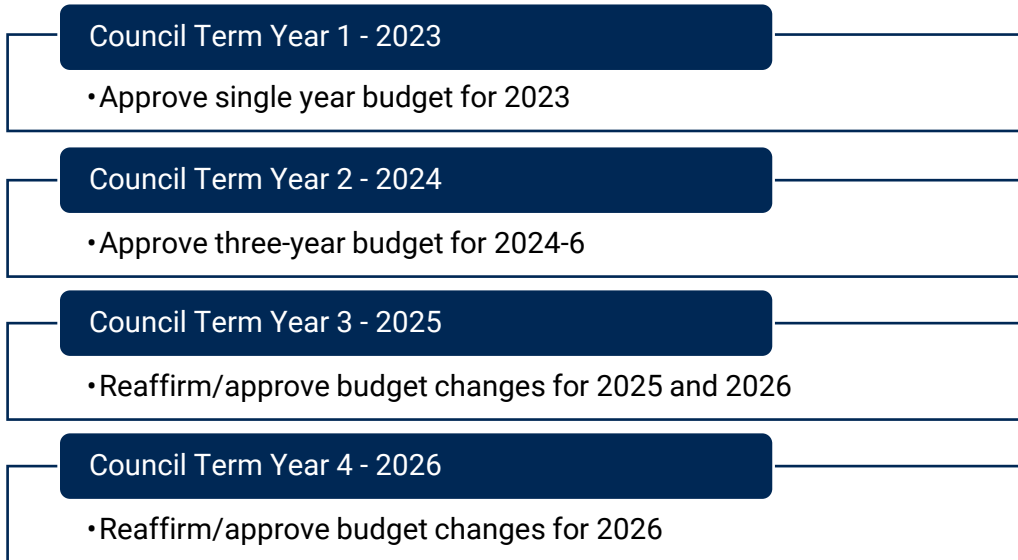 Council Term Year 1 - 2023
•Approve single year budget for 2023
Council Term Year 2 - 2024
•Approve three-year budget for 2024-6
Council Term Year 3 - 2025
•Reaffirm/approve budget changes for 2025 and 2026
Council Term Year 4 - 2026
•Reaffirm/approve budget changes for 2026